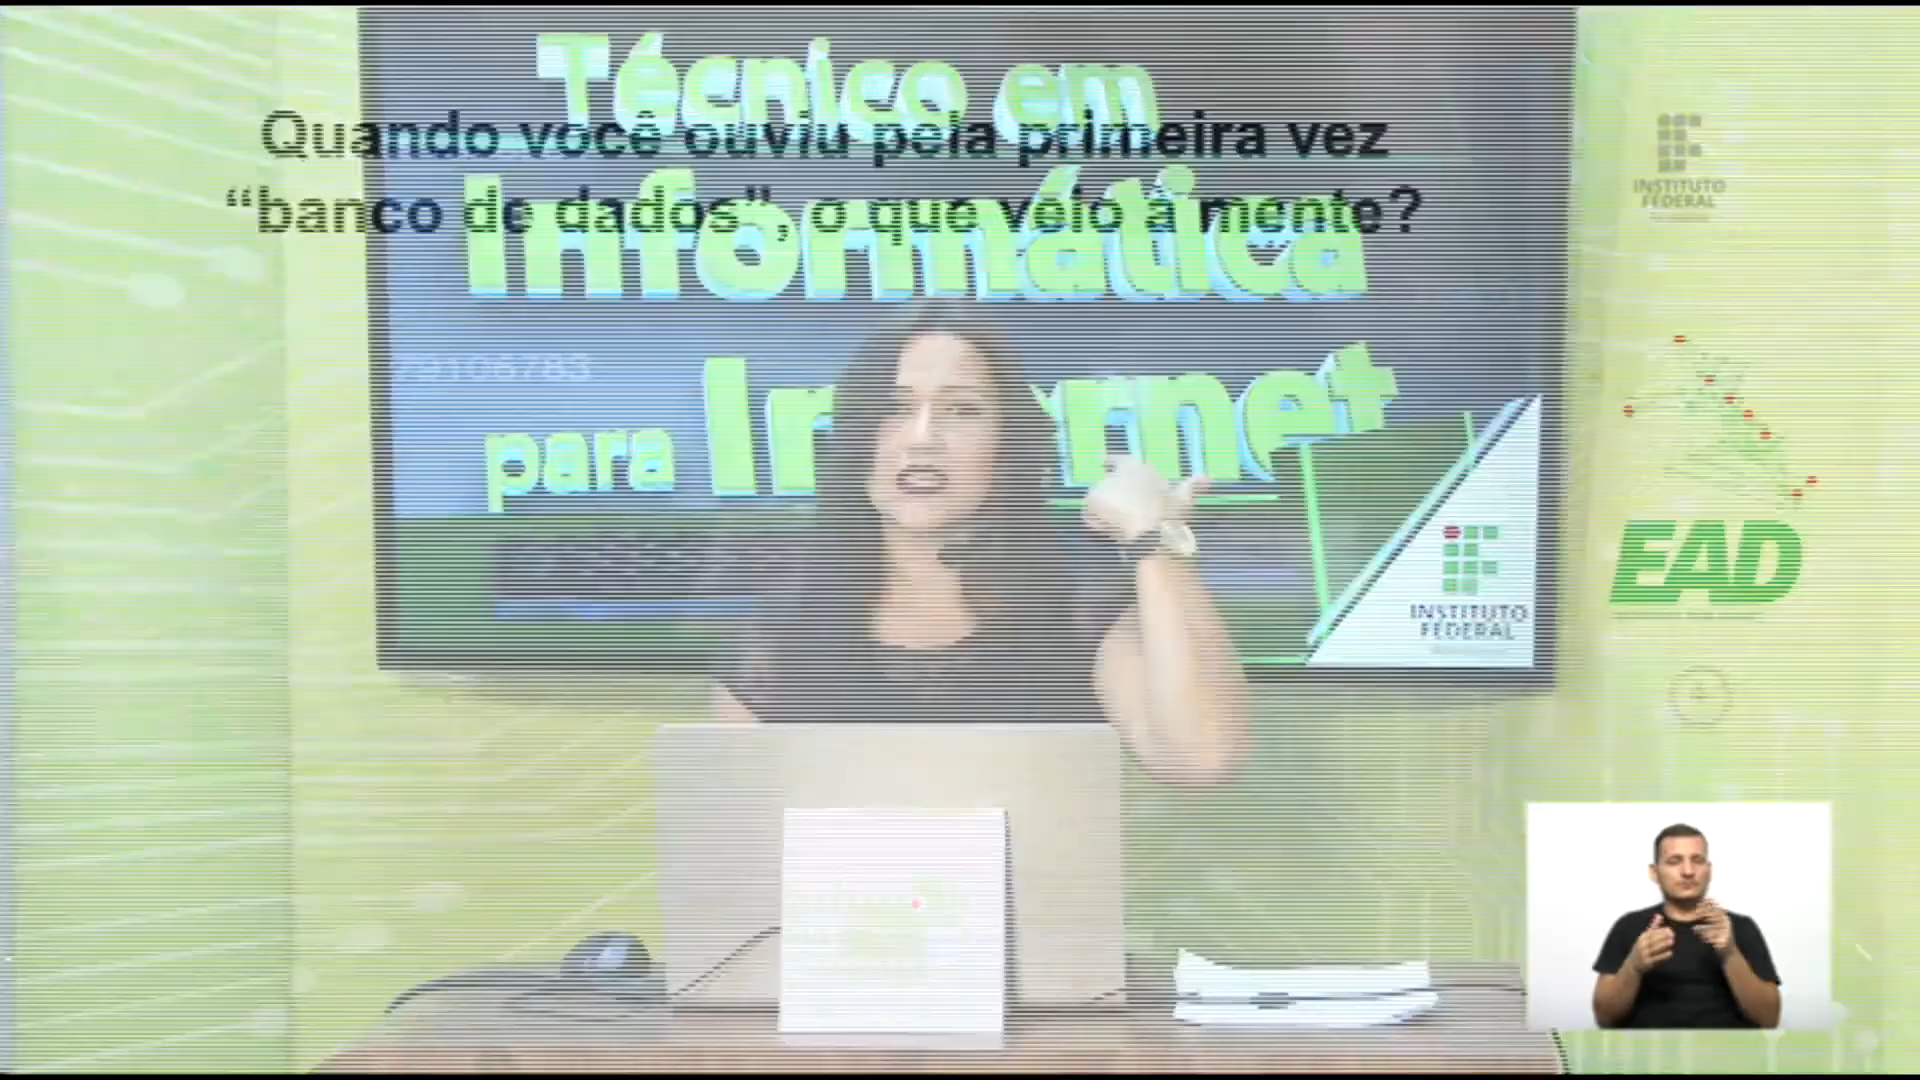 Técnico em
Quando você ouviu pela primeira vez
“banco de dados”, o que veio à mente?
Informática
para
INSTITUTO
FEDERAL
79106783
EAD
INSTITUTO
FEDERAL